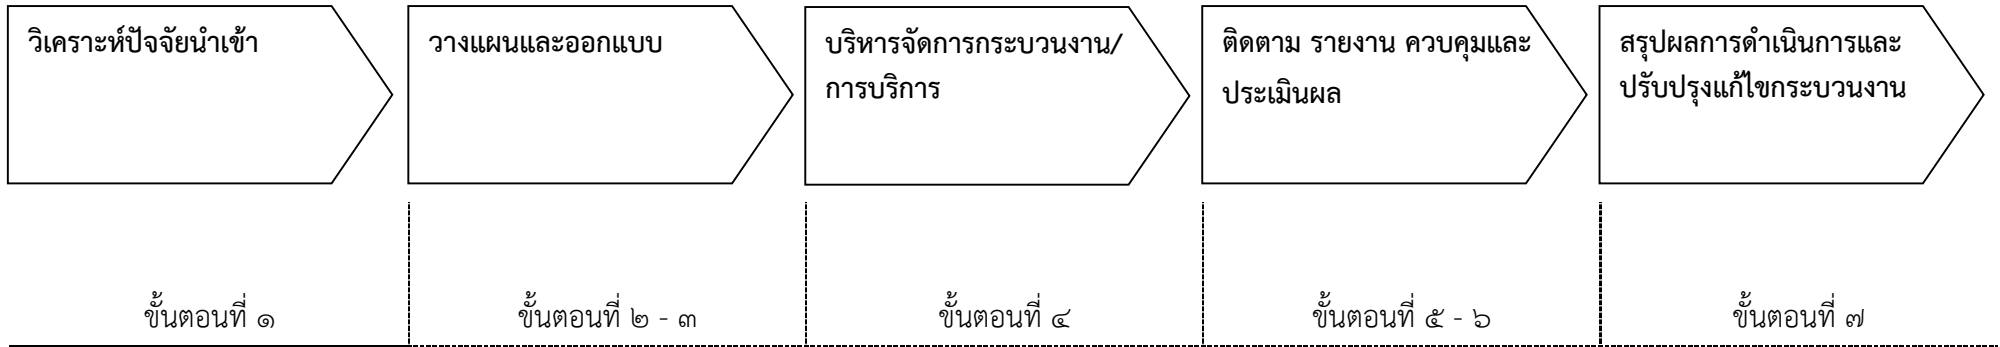 วิเคราะห์ปัจจัยนำเข้า
วางแผนและออกแบบ
บริหารจัดการกระบวนงาน/
การบริการ
ติดตาม รายงาน ควบคุมและ
ประเมินผล
สรุปผลการดำเนินการและ
ปรับปรุงแก้ไขกระบวนงาน
ขั้นตอนที่ ๑
ขั้นตอนที่ ๒ - ๓
ขั้นตอนที่ ๔
ขั้นตอนที่ ๕ - ๖
ขั้นตอนที่ ๗